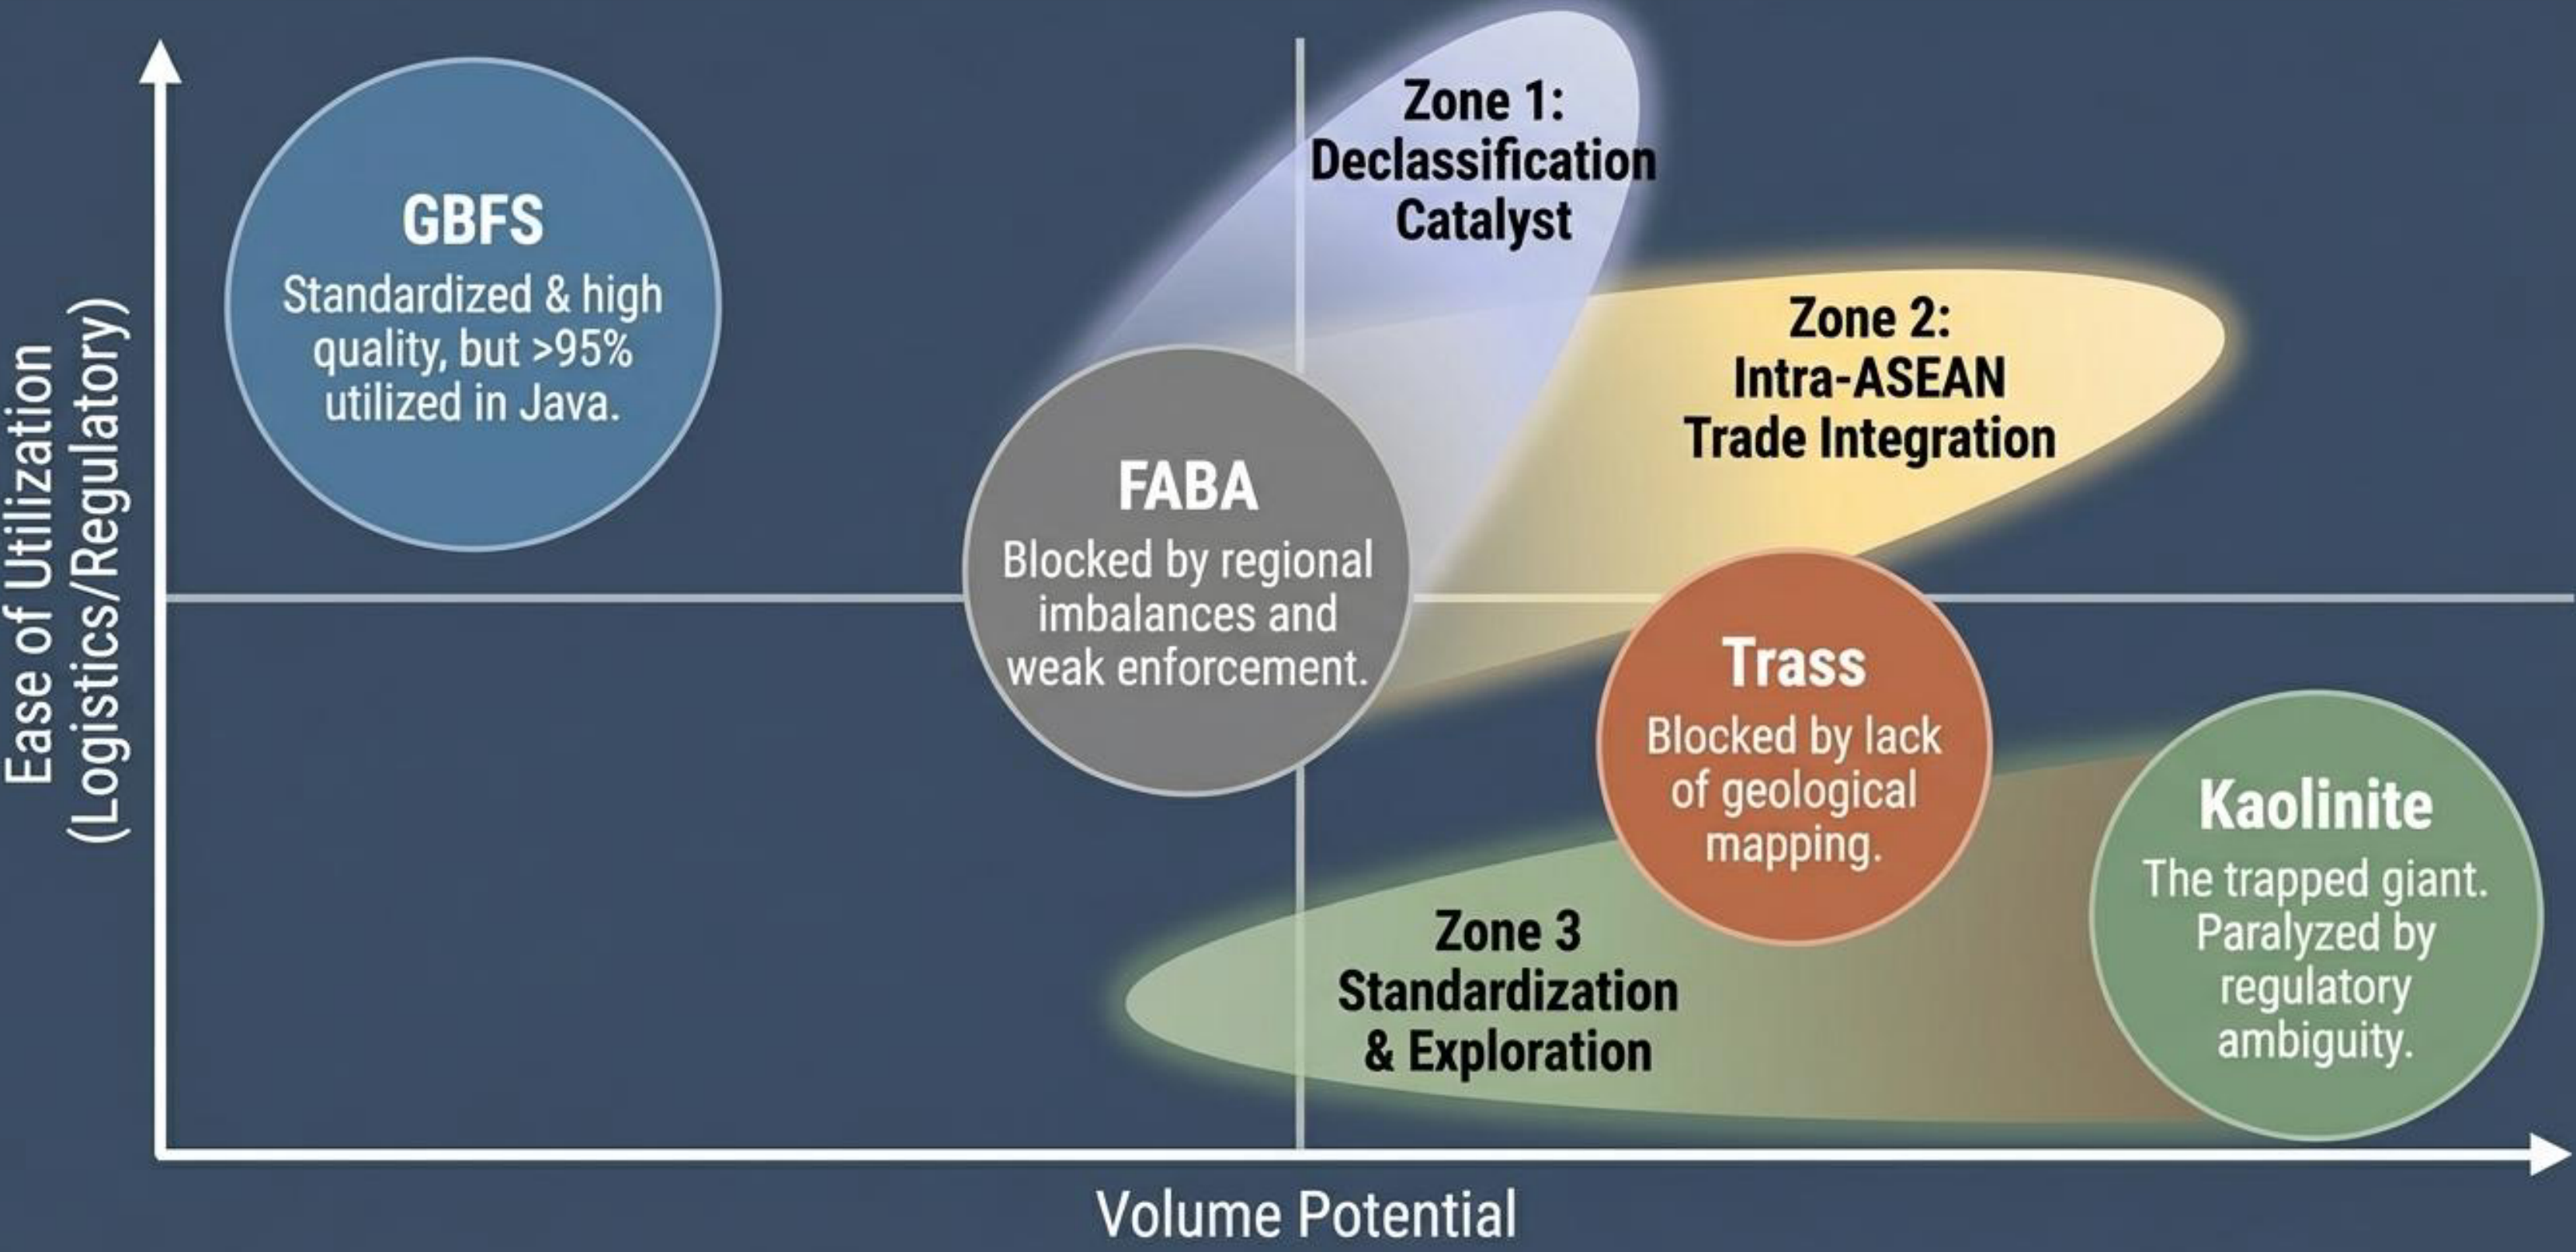 Ease of Utilization
(Logistics/Regulatory)
GBFS
Standardized & high
quality, but >95%
utilized in Java.
Zone 1:
Declassification
Catalyst
Zone 2:
Intra-ASEAN
Trade Integration
FABA
Blocked by regional
imbalances and
weak enforcement.
Trass
Blocked by lack
of geological
mapping.
Kaolinite
The trapped giant.
Paralyzed by
regulatory
ambiguity.
Zone 3
Standardization
& Exploration
Volume Potential